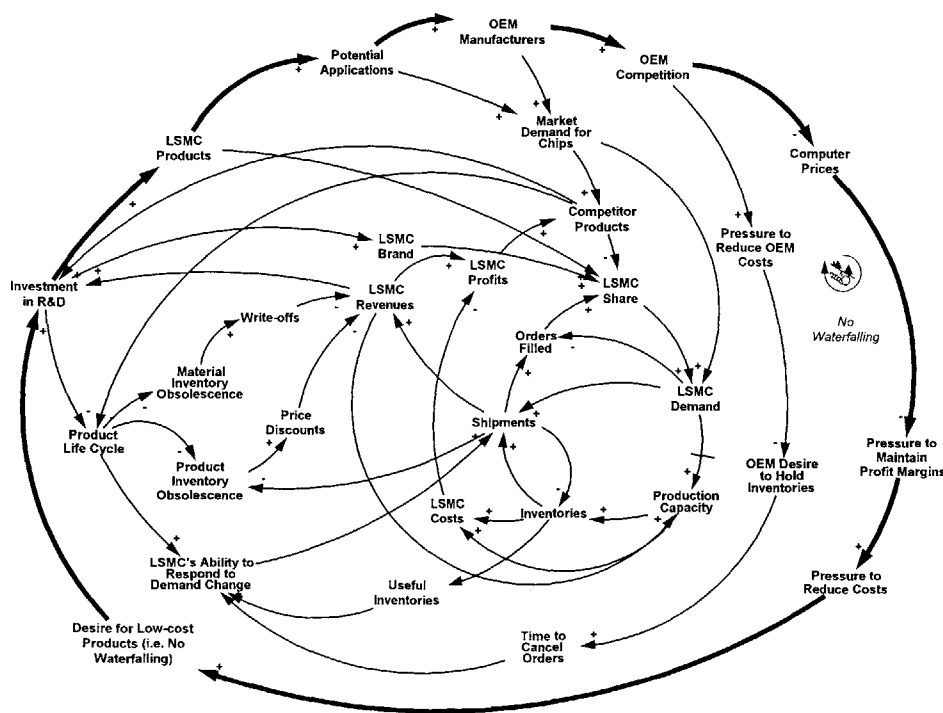 OEM
Manufacturers
Potential
Applications
OEM
Competition
Market
Demand for
Chips
LSMC
Products
Computer
Prices
Competitor
Products
Pressure to
Reduce OEM
Costs
LSMC
Brand
LSMC
Profits
Investment
in R&D
LSMC
Revenues
LSMC
Share
Write-offs
Orders
Filled
No
Waterfalling
Material
Inventory
Obsolescence
LSMC
Demand
Price
Discounts
Shipments
Product
Life Cycle
Product
Inventory
Obsolescence
Pressure to
Maintain
Profit Margins
OEM Desire
to Hold
Inventories
LSMC
Costs
Inventories
Production
Capacity
LSMC's Ability to
Respond to
Demand Change
Useful
Inventories
Pressure to
Reduce Costs
Desire for Low-cost
Products (i.e. No
Waterfalling)
Time to
Cancel
Orders